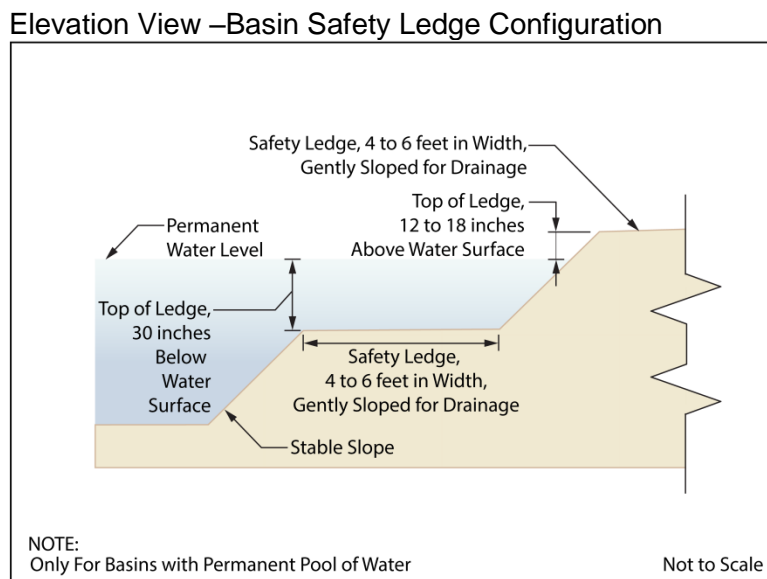 Elevation View –Basin Safety Ledge Configuration
Safety Ledge, 4 to 6 feet in Width,
Gently Sloped for Drainage
Top of Ledge,
12 to 18 inches
Above Water Surface
Permanent
Water Level
Top of Ledge,
30 inches
Below
Water
Surface
Safety Ledge,
4 to 6 feet in Width,
Gently Sloped for Drainage
Stable Slope
NOTE:
Only For Basins with Permanent Pool of Water
Not to Scale